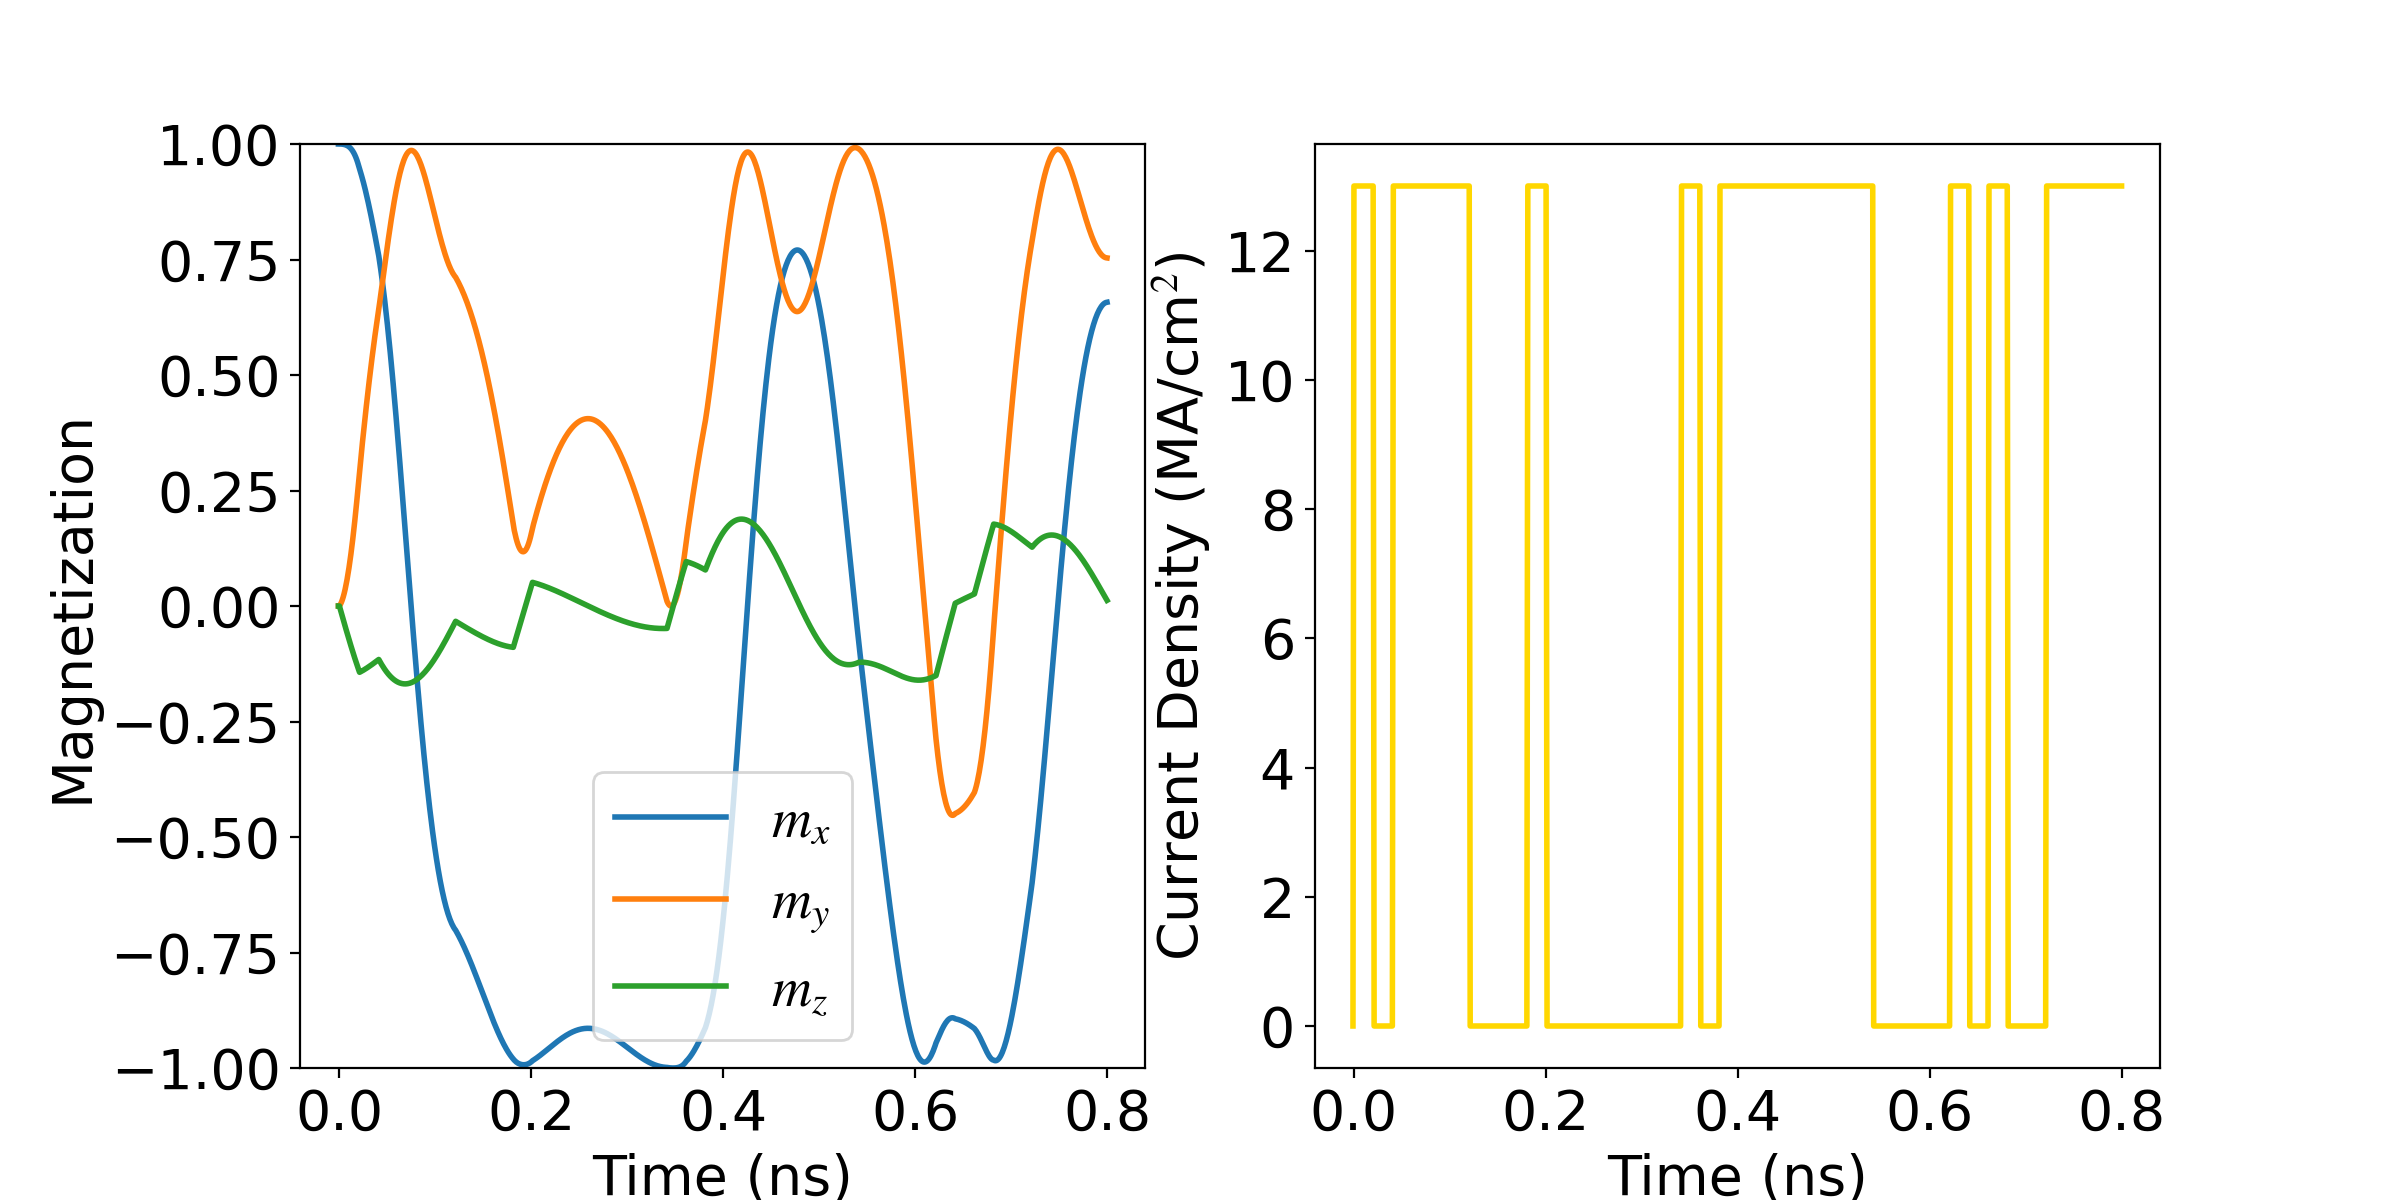 1.00
0.75
0.50
0.25
0.00
−0.25
−0.50
−0.75
−1.00
Magnetization
0.0 0.2 0.4 0.6 0.8
Time (ns)
m_x
m_y
m_z
12
10
8
6
4
2
0
Current Density (MA/cm²)
0.0 0.2 0.4 0.6 0.8
Time (ns)